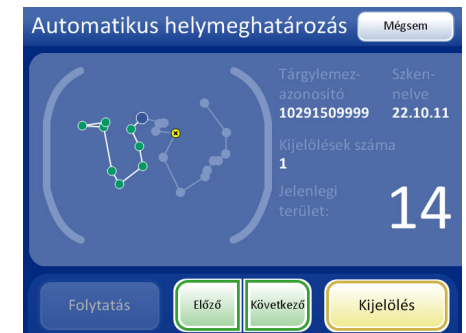 Automatikus helymeghatározás
Mégsem
Tárgylemez-
azonosító
10291509999
Szken-
nelve
22.10.11
Kijelölések száma
1
Jelenlegi
terület:
14
Folytatás
Előző
Következő
Kijelölés